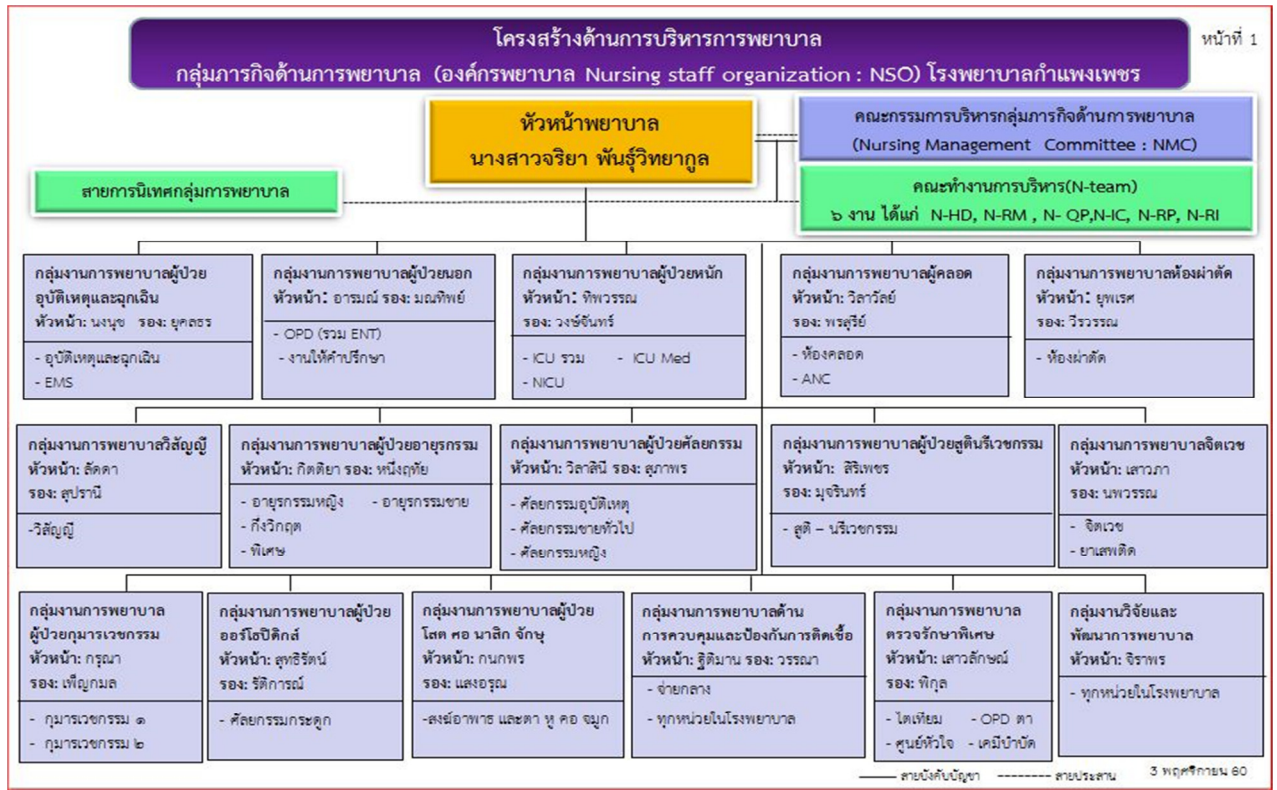 โครงสร้างด้านการบริหารการพยาบาล
กลุ่มภารกิจด้านการพยาบาล (องค์กรพยาบาล Nursing staff organization : NSO) โรงพยาบาลกำแพงเพชร
หน้าที่ 1
หัวหน้าพยาบาล
นางสาวจริยา พันธุ์วิทยากูล
คณะกรรมการบริหารกลุ่มภารกิจด้านการพยาบาล
(Nursing Management Committee : NMC)
สายการนิเทศกลุ่มการพยาบาล
คณะทำงานการบริหาร(N-team)
๖ งาน ได้แก่ N-HD, N-RM , N- QP,N-IC, N-RP, N-RI
กลุ่มงานการพยาบาลผู้ป่วย
อุบัติเหตุและฉุกเฉิน
หัวหน้า: นงนุช รอง: ยุคลธร
- อุบัติเหตุและฉุกเฉิน
- EMS
กลุ่มงานการพยาบาลผู้ป่วยนอก
หัวหน้า: อารมณ์ รอง: มณทิพย์
- OPD (รวม ENT)
- งานให้คำปรึกษา
กลุ่มงานการพยาบาลผู้ป่วยหนัก
หัวหน้า: ทิพวรรณ
รอง: วงษ์จันทร์
- ICU รวม - ICU Med
- NICU
กลุ่มงานการพยาบาลผู้คลอด
หัวหน้า: วิลาวัลย์
รอง: พรสุรีย์
- ห้องคลอด
- ANC
กลุ่มงานการพยาบาลห้องผ่าตัด
หัวหน้า: ยุพเรศ
รอง: วีรวรรณ
- ห้องผ่าตัด
กลุ่มงานการพยาบาลวิสัญญี
หัวหน้า: ลัดดา
รอง: สุปรานี
-วิสัญญี
กลุ่มงานการพยาบาลผู้ป่วยอายุรกรรม
หัวหน้า: กิตติยา รอง: หนึ่งฤทัย
- อายุรกรรมหญิง - อายุรกรรมชาย
- กึ่งวิกฤต
- พิเศษ
กลุ่มงานการพยาบาลผู้ป่วยศัลยกรรม
หัวหน้า: วิลาสินี รอง: สุภาพร
- ศัลยกรรมอุบัติเหตุ
- ศัลยกรรมชายทั่วไป
- ศัลยกรรมหญิง
กลุ่มงานการพยาบาลผู้ป่วยสูตินรีเวชกรรม
หัวหน้า: สิริเพชร
รอง: มุจรินทร์
- สูติ – นรีเวชกรรม
กลุ่มงานการพยาบาลจิตเวช
หัวหน้า: เสาวภา
รอง: นพวรรณ
- จิตเวช
- ยาเสพติด
กลุ่มงานการพยาบาล
ผู้ป่วยกุมารเวชกรรม
หัวหน้า: กรุณา
รอง: เพ็ญกมล
- กุมารเวชกรรม ๑
- กุมารเวชกรรม ๒
กลุ่มงานการพยาบาลผู้ป่วย
ออร์โธปิดิกส์
หัวหน้า: สุทธิรัตน์
รอง: รัติการณ์
- ศัลยกรรมกระดูก
กลุ่มงานการพยาบาลผู้ป่วย
โสต ศอ นาสิก จักษุ
หัวหน้า: กนกพร
รอง: แสงอรุณ
-สงฆ์อาพาธ และตา หู คอ จมูก
กลุ่มงานการพยาบาลด้าน
การควบคุมและป้องกันการติดเชื้อ
หัวหน้า: ฐิติมาน รอง: วรรณา
- จ่ายกลาง
- ทุกหน่วยในโรงพยาบาล
กลุ่มงานการพยาบาล
ตรวจรักษาพิเศษ
หัวหน้า: เสาวลักษณ์
รอง: พิกุล
- ไตเทียม - OPD ตา
- ศูนย์หัวใจ - เคมีบำบัด
กลุ่มงานวิจัยและ
พัฒนาการพยาบาล
หัวหน้า: จิราพร
- ทุกหน่วยในโรงพยาบาล
สายบังคับบัญชา สายประสาน 3 พฤศจิกายน 60